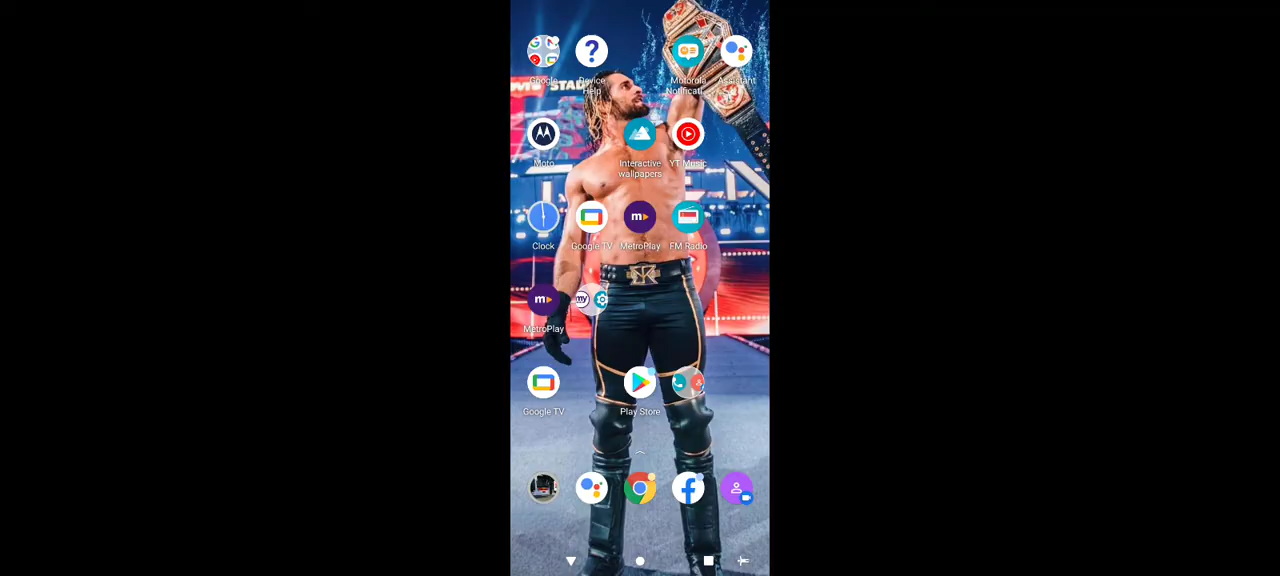 Google
Device
Help
Motorola
Notificati...
Assistant
Moto
Interactive
wallpapers
YT Music
Clock
Google TV
MetroPlay
FM Radio
MetroPlay
my
Google TV
Play Store